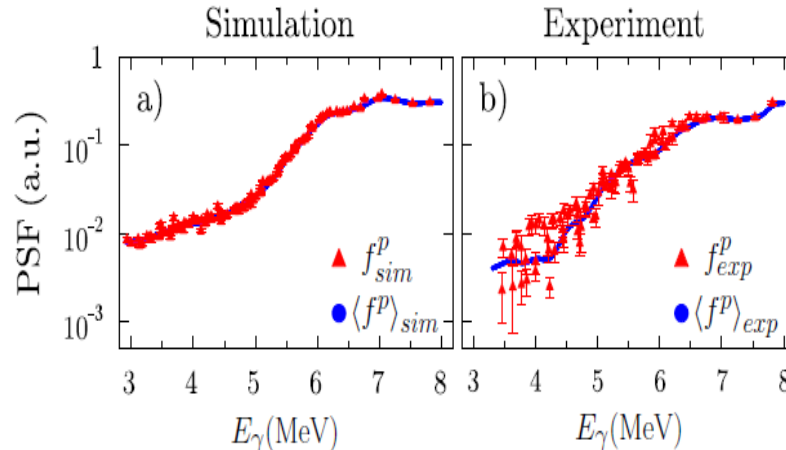 Simulation Experiment
PSF (a.u.)
1
10⁻¹
10⁻²
10⁻³
a)
▲ f^p_sim
● ⟨f^p⟩_sim
3 4 5 6 7 8
E_γ(MeV)
b)
▲ f^p_exp
● ⟨f^p⟩_exp
3 4 5 6 7 8
E_γ(MeV)